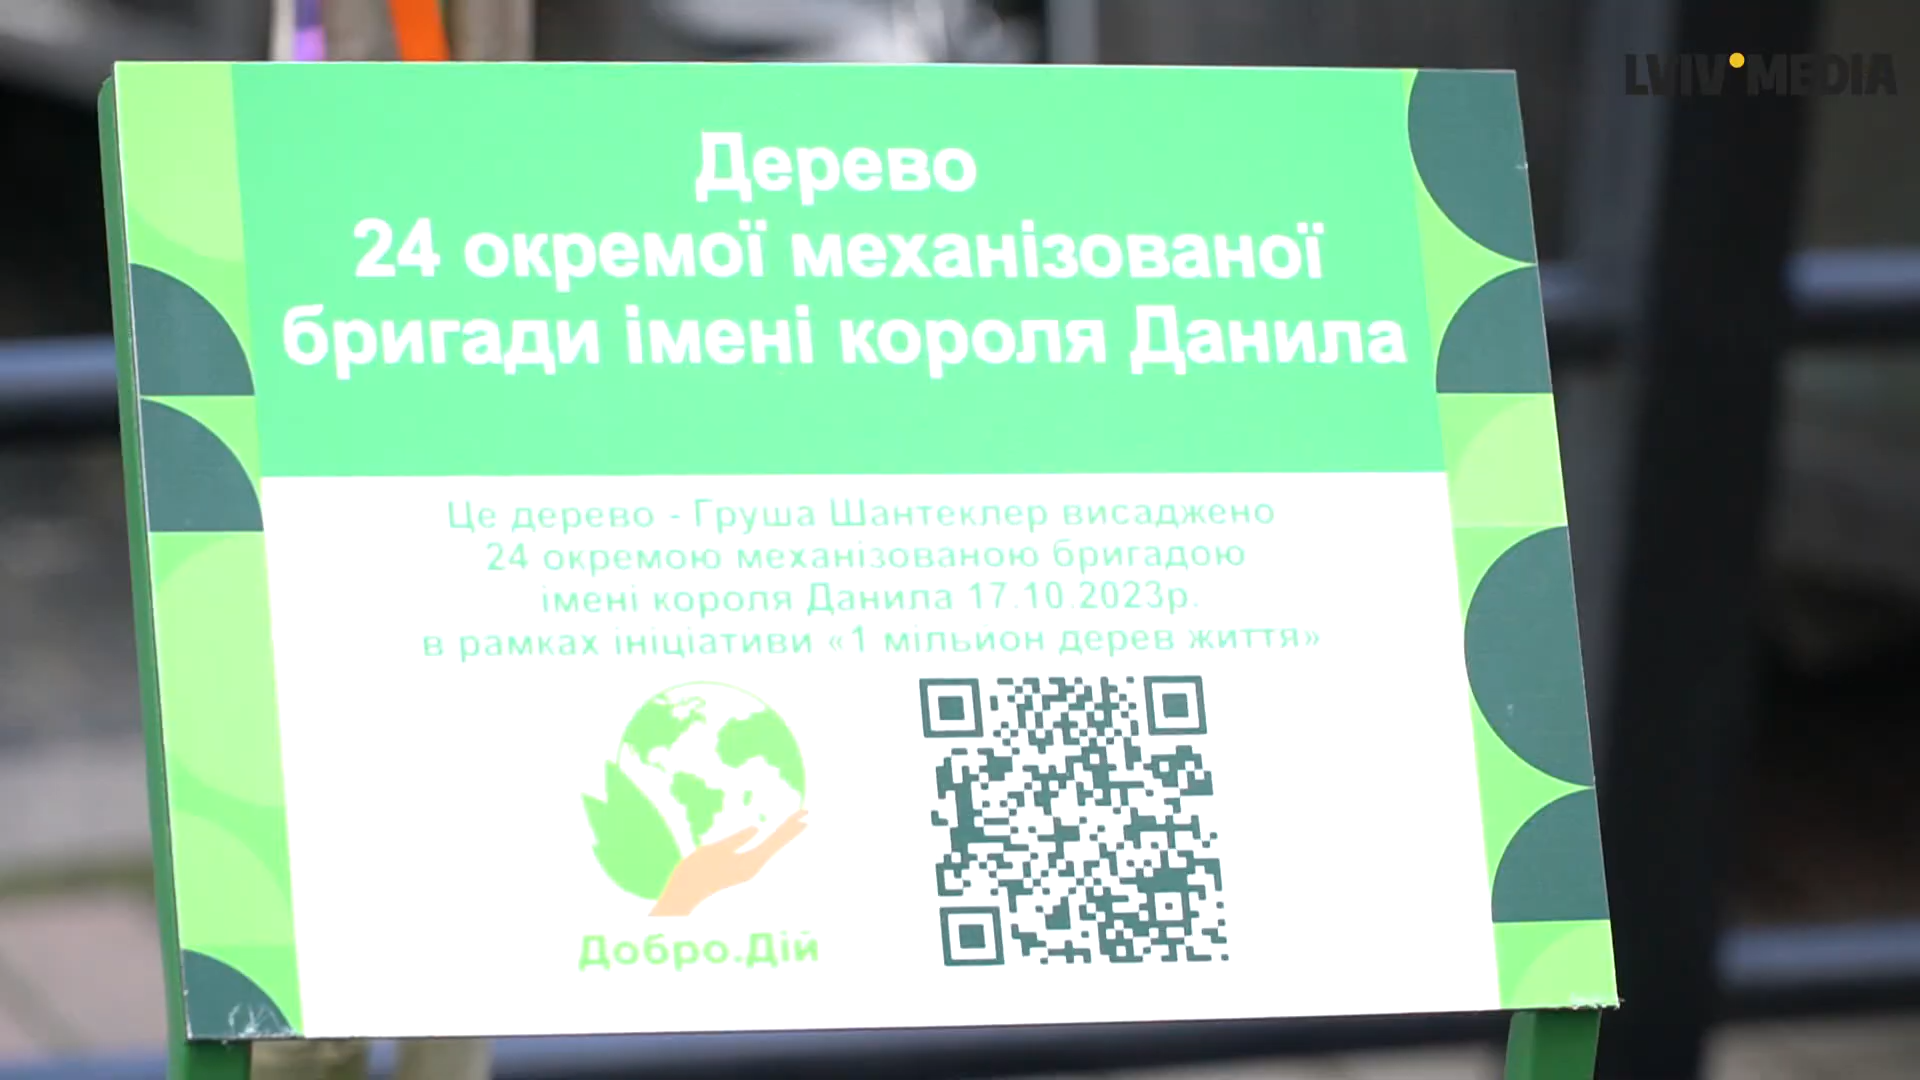 LVIV MEDIA
Дерево
24 окремої механізованої
бригади імені короля Данила
Це дерево - Груша Шантеклер висаджено
24 окремою механізованою бригадою
імені короля Данила 17.10.2023р.
в рамках ініціативи «1 мільион дерев життя»
Добро.Дій